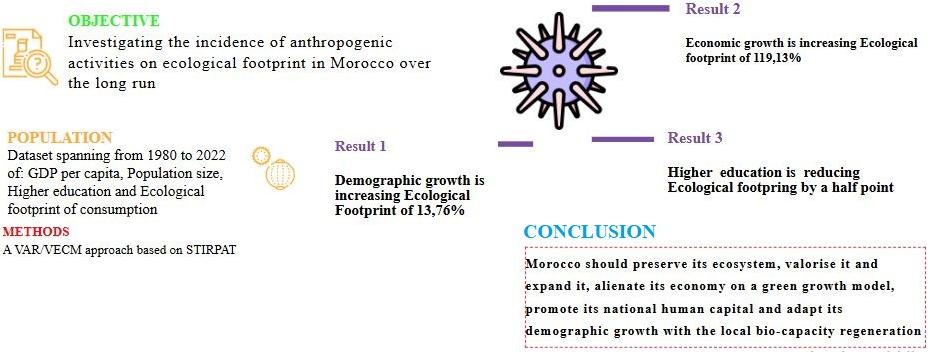 OBJECTIVE
Investigating the incidence of anthropogenic
activities on ecological footprint in Morocco over
the long run
POPULATION
Dataset spanning from 1980 to 2022
of: GDP per capita, Population size,
Higher education and Ecological
footprint of consumption
METHODS
A VAR/VECM approach based on STIRPAT
Result 1
Demographic growth is
increasing Ecological
Footprint of 13,76%
Result 2
Economic growth is increasing Ecological
footprint of 119,13%
Result 3
Higher education is reducing
Ecological footpring by a half point
CONCLUSION
Morocco should preserve its ecosystem, valorise it and
expand it, alienate its economy on a green growth model,
promote its national human capital and adapt its
demographic growth with the local bio-capacity regeneration